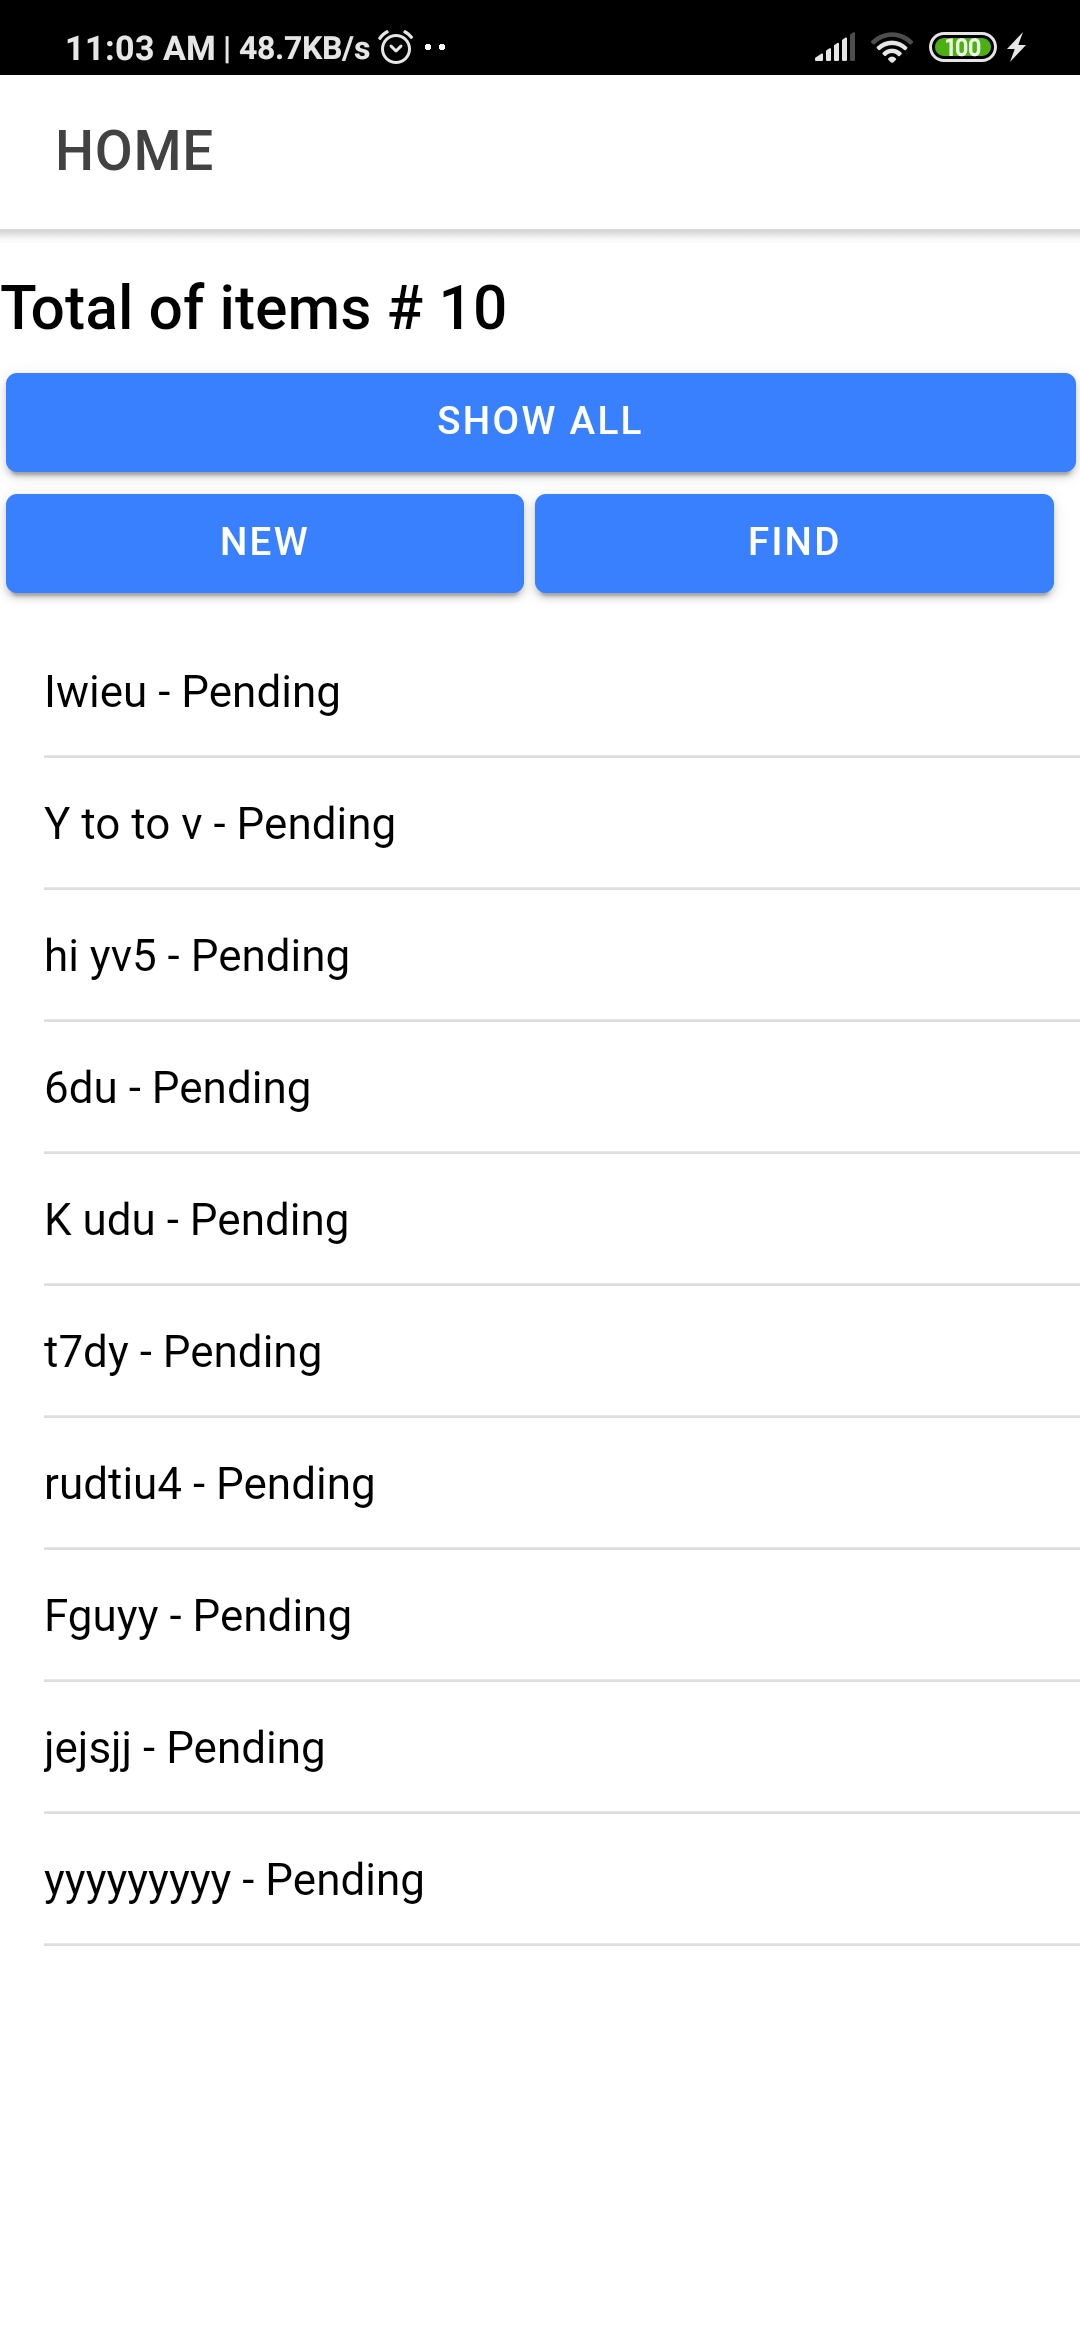 11:03 AM | 48.7KB/s 100
HOME
Total of items # 10
SHOW ALL
NEW FIND
Iwieu - Pending
Y to to v - Pending
hi yv5 - Pending
6du - Pending
K udu - Pending
t7dy - Pending
rudtiu4 - Pending
Fguyy - Pending
jejsjj - Pending
yyyyyyyyy - Pending